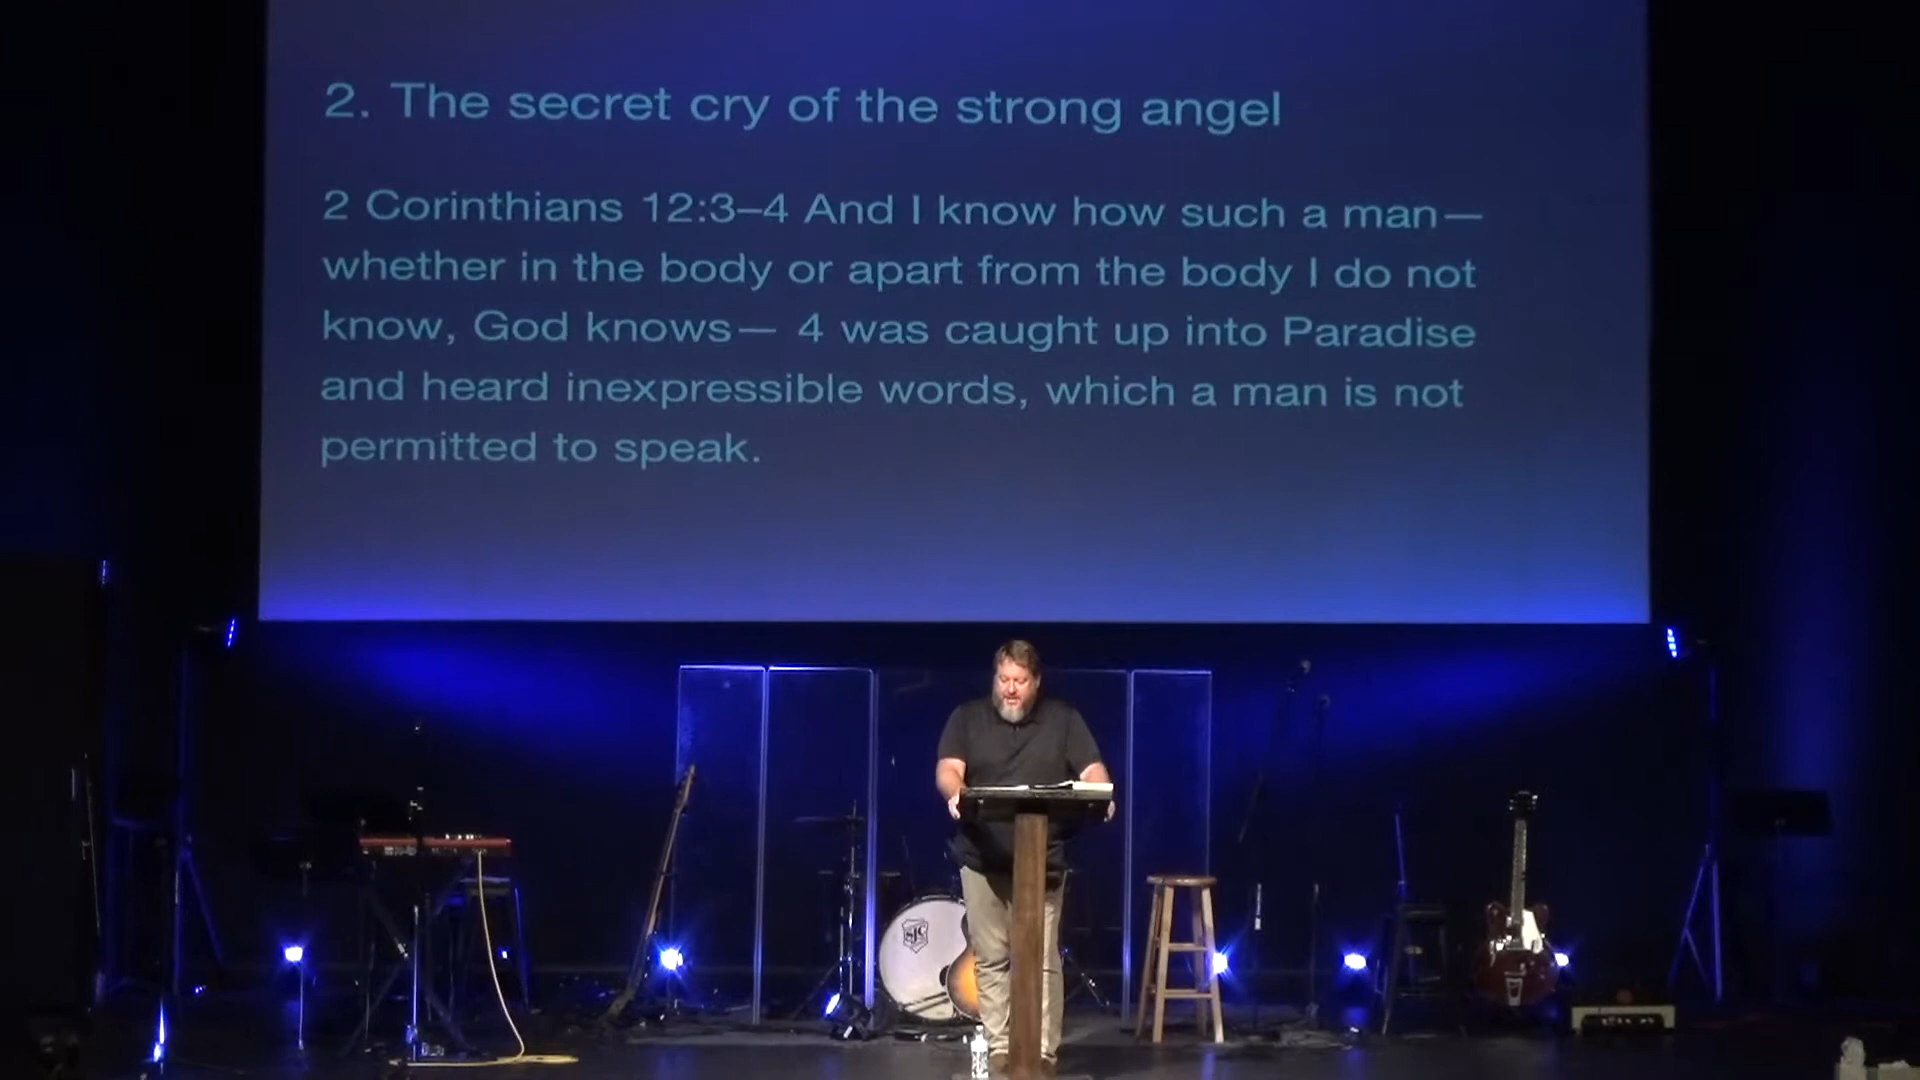 2. The secret cry of the strong angel
2 Corinthians 12:3–4 And I know how such a man—
whether in the body or apart from the body I do not
know, God knows— 4 was caught up into Paradise
and heard inexpressible words, which a man is not
permitted to speak.
SJC